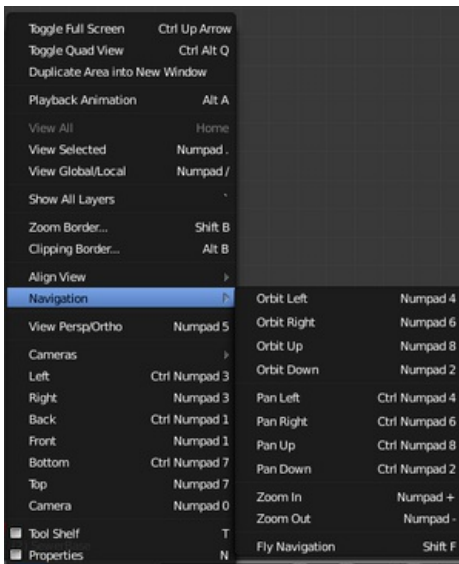 Toggle Full Screen Ctrl Up Arrow
Toggle Quad View Ctrl Alt Q
Duplicate Area into New Window
Playback Animation Alt A
View All Home
View Selected Numpad .
View Global/Local Numpad /
Show All Layers `
Zoom Border... Shift B
Clipping Border... Alt B
Align View
Navigation
View Persp/Ortho Numpad 5
Cameras
Left Ctrl Numpad 3
Right Numpad 3
Back Ctrl Numpad 1
Front Numpad 1
Bottom Ctrl Numpad 7
Top Numpad 7
Camera Numpad 0
Tool Shelf T
Properties N
Orbit Left Numpad 4
Orbit Right Numpad 6
Orbit Up Numpad 8
Orbit Down Numpad 2
Pan Left Ctrl Numpad 4
Pan Right Ctrl Numpad 6
Pan Up Ctrl Numpad 8
Pan Down Ctrl Numpad 2
Zoom In Numpad +
Zoom Out Numpad -
Fly Navigation Shift F